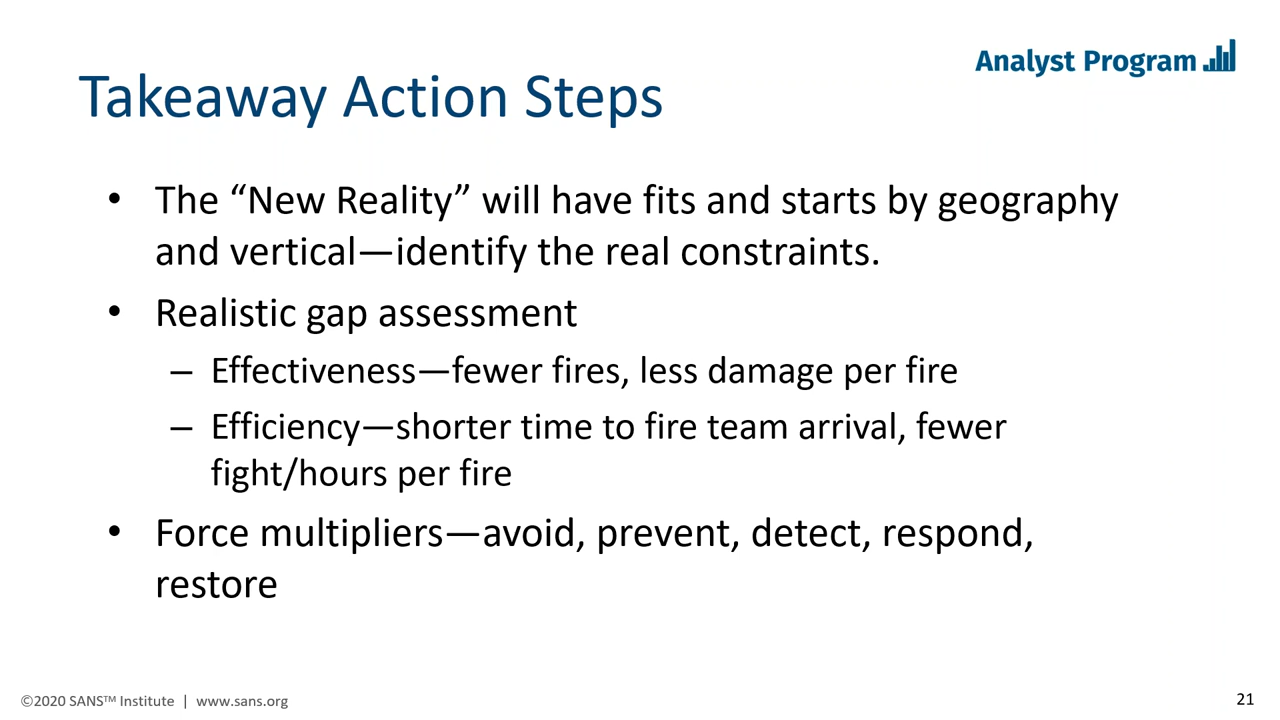 Analyst Program
Takeaway Action Steps
• The “New Reality” will have fits and starts by geography
and vertical—identify the real constraints.
• Realistic gap assessment
– Effectiveness—fewer fires, less damage per fire
– Efficiency—shorter time to fire team arrival, fewer
fight/hours per fire
• Force multipliers—avoid, prevent, detect, respond,
restore
©2020 SANS™ Institute | www.sans.org
21